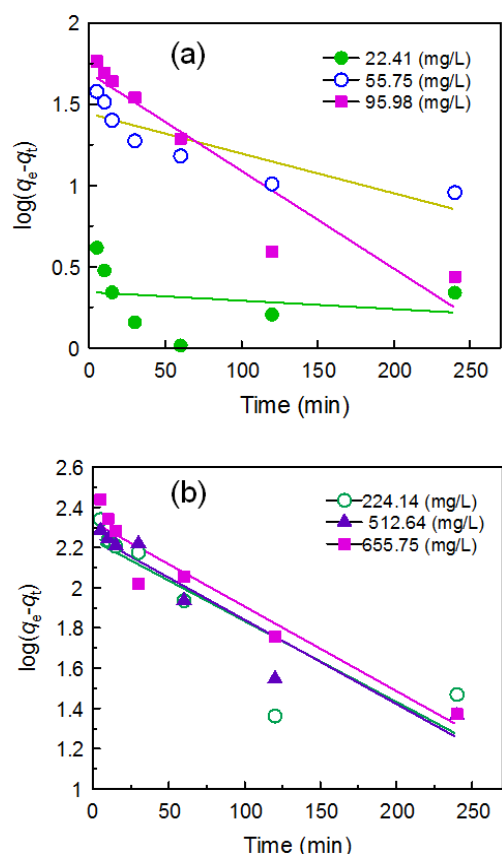 2
(a)
22.41 (mg/L)
55.75 (mg/L)
95.98 (mg/L)
1.5
1
0.5
0
log(qe-qt)
0 50 100 150 200 250
Time (min)
2.6
(b)
224.14 (mg/L)
512.64 (mg/L)
655.75 (mg/L)
2.4
2.2
2
1.8
1.6
1.4
1.2
1
log(qe-qt)
0 50 100 150 200 250
Time (min)